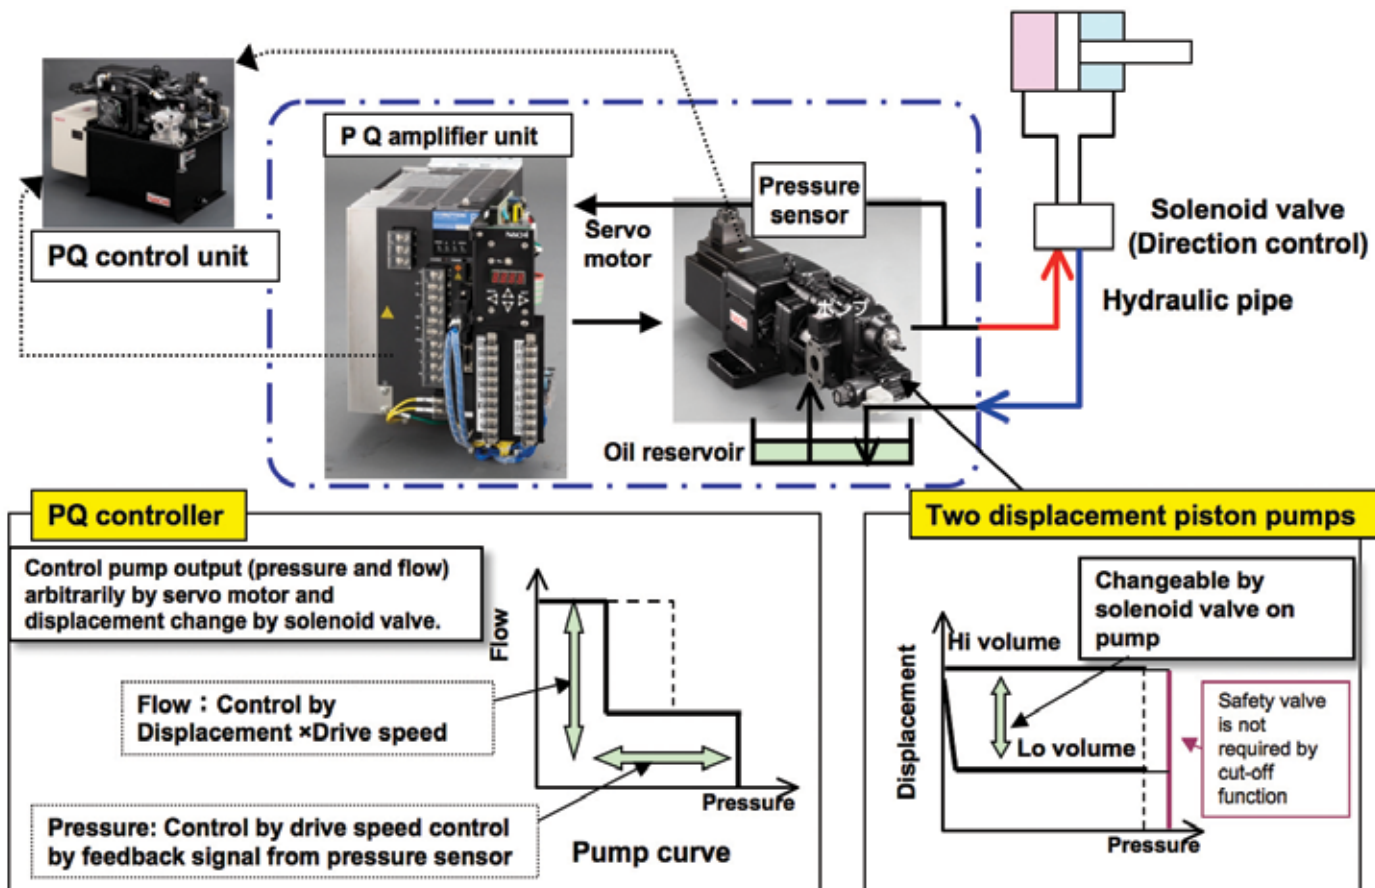 P Q amplifier unit
PQ control unit
Pressure
sensor
Servo
motor
ポンプ
Oil reservoir
Solenoid valve
(Direction control)
Hydraulic pipe
PQ controller
Control pump output (pressure and flow)
arbitrarily by servo motor and
displacement change by solenoid valve.
Flow
Flow：Control by
Displacement ×Drive speed
Pressure
Pressure: Control by drive speed control
by feedback signal from pressure sensor
Pump curve
Two displacement piston pumps
Changeable by
solenoid valve on
pump
Displacement
Hi volume
Lo volume
Safety valve
is not
required by
cut-off
function
Pressure